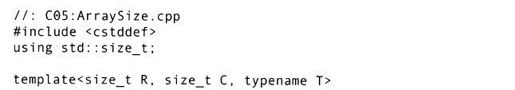 //: C05:ArraySize.cpp
#include <cstddef>
using std::size_t;
template<size_t R, size_t C, typename T>